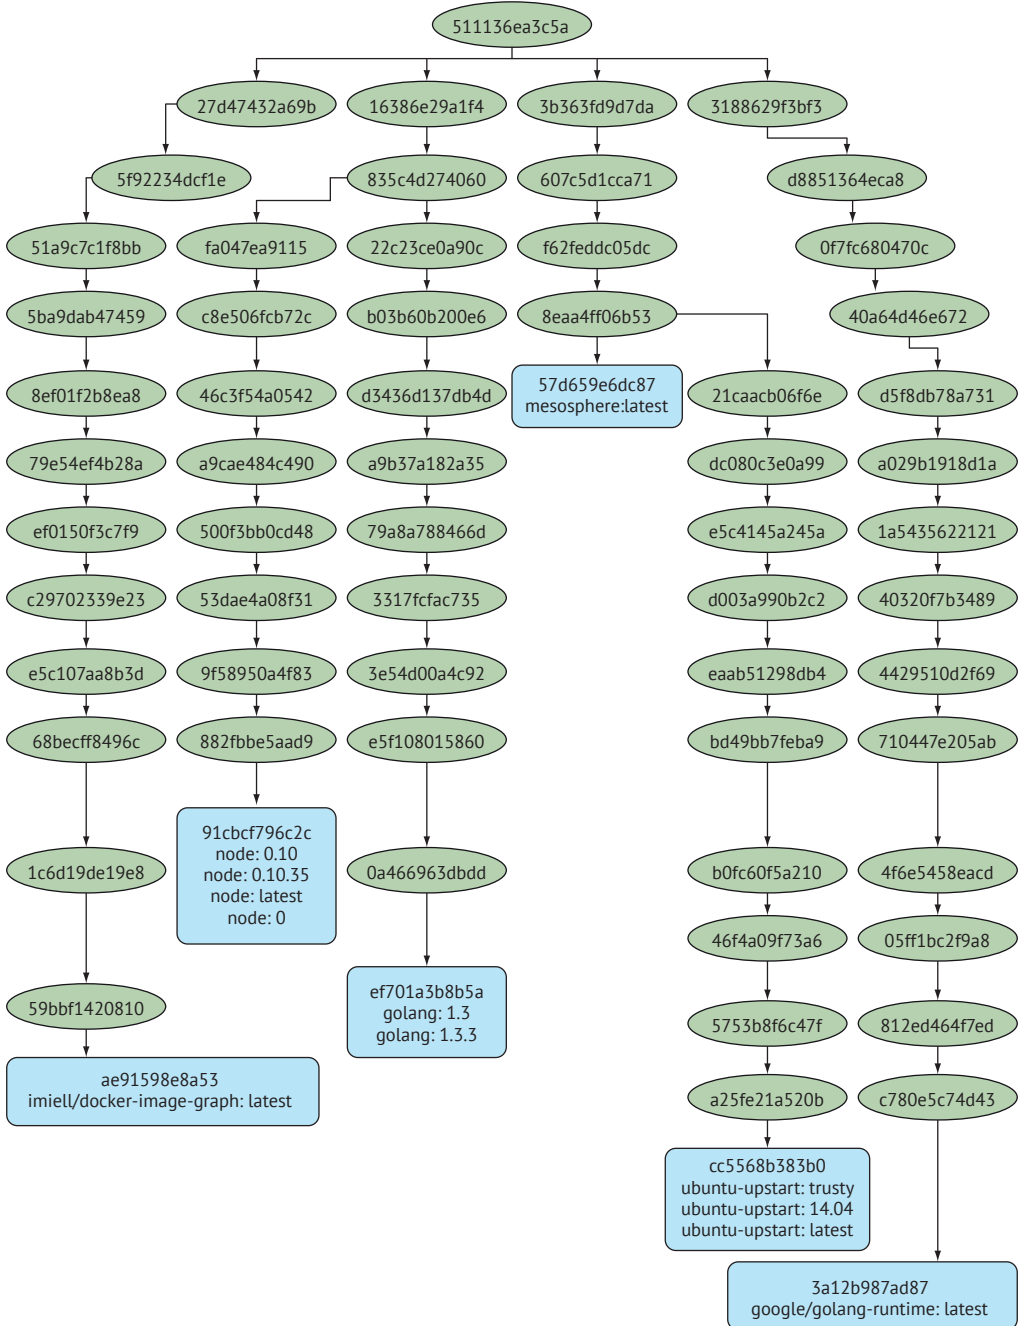 511136ea3c5a
27d47432a69b
16386e29a1f4
3b363fd9d7da
3188629f3bf3
5f92234dcf1e
835c4d274060
607c5d1cca71
d8851364eca8
51a9c7c1f8bb
fa047ea9115
22c23ce0a90c
f62feddc05dc
0f7fc680470c
5ba9dab47459
c8e506fcb72c
b03b60b200e6
8eaa4ff06b53
40a64d46e672
57d659e6dc87
mesosphere:latest
8ef01f2b8ea8
46c3f54a0542
d3436d137db4d
21caacb06f6e
d5f8db78a731
79e54ef4b28a
a9cae484c490
a9b37a182a35
dc080c3e0a99
a029b1918d1a
ef0150f3c7f9
500f3bb0cd48
79a8a788466d
e5c4145a245a
1a5435622121
c29702339e23
53dae4a08f31
3317fcfac735
d003a990b2c2
40320f7b3489
e5c107aa8b3d
9f58950a4f83
3e54d00a4c92
eaab51298db4
4429510d2f69
68becff8496c
882fbbe5aad9
e5f108015860
bd49bb7feba9
710447e205ab
91cbcf796c2c
node: 0.10
node: 0.10.35
node: latest
node: 0
1c6d19de19e8
0a466963dbdd
b0fc60f5a210
4f6e5458eacd
46f4a09f73a6
05ff1bc2f9a8
59bbf1420810
ef701a3b8b5a
golang: 1.3
golang: 1.3.3
5753b8f6c47f
812ed464f7ed
ae91598e8a53
imiell/docker-image-graph: latest
a25fe21a520b
c780e5c74d43
cc5568b383b0
ubuntu-upstart: trusty
ubuntu-upstart: 14.04
ubuntu-upstart: latest
3a12b987ad87
google/golang-runtime: latest